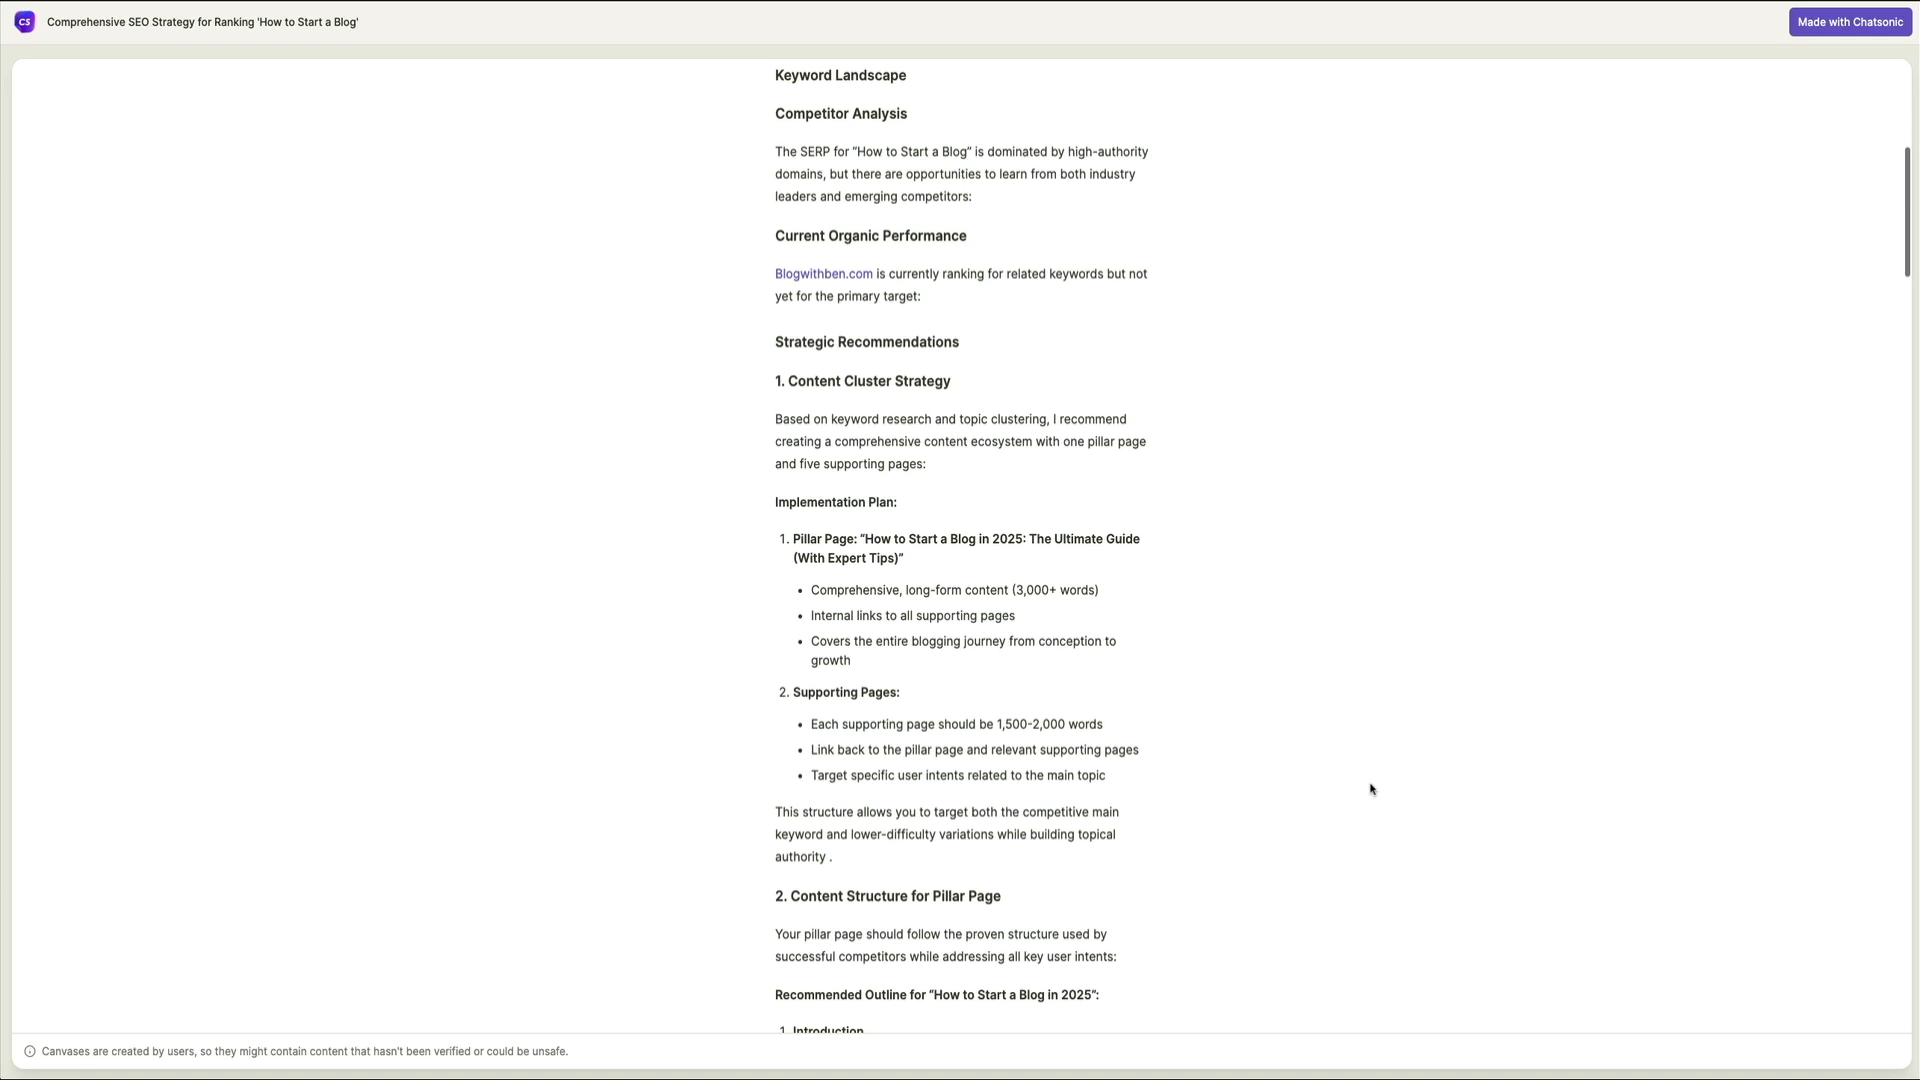 CS
Comprehensive SEO Strategy for Ranking 'How to Start a Blog'
Made with Chatsonic
Keyword Landscape
Competitor Analysis
The SERP for “How to Start a Blog” is dominated by high-authority
domains, but there are opportunities to learn from both industry
leaders and emerging competitors:
Current Organic Performance
Blogwithben.com is currently ranking for related keywords but not
yet for the primary target:
Strategic Recommendations
1. Content Cluster Strategy
Based on keyword research and topic clustering, I recommend
creating a comprehensive content ecosystem with one pillar page
and five supporting pages:
Implementation Plan:
1. Pillar Page: “How to Start a Blog in 2025: The Ultimate Guide
(With Expert Tips)”
• Comprehensive, long-form content (3,000+ words)
• Internal links to all supporting pages
• Covers the entire blogging journey from conception to
growth
2. Supporting Pages:
• Each supporting page should be 1,500-2,000 words
• Link back to the pillar page and relevant supporting pages
• Target specific user intents related to the main topic
This structure allows you to target both the competitive main
keyword and lower-difficulty variations while building topical
authority .
2. Content Structure for Pillar Page
Your pillar page should follow the proven structure used by
successful competitors while addressing all key user intents:
Recommended Outline for “How to Start a Blog in 2025”:
1. Introduction
Canvases are created by users, so they might contain content that hasn't been verified or could be unsafe.